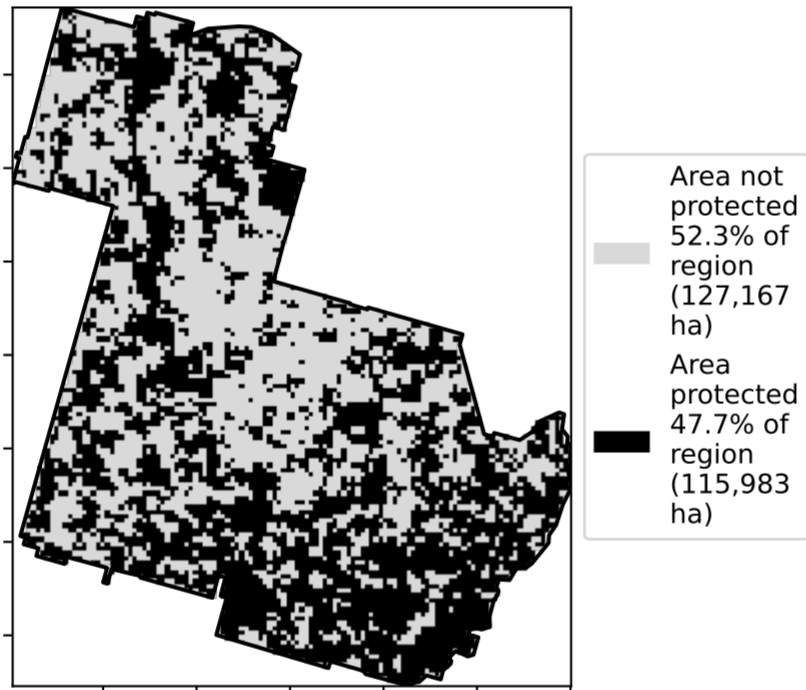 Area not
protected
52.3% of
region
(127,167
ha)
Area
protected
47.7% of
region
(115,983
ha)